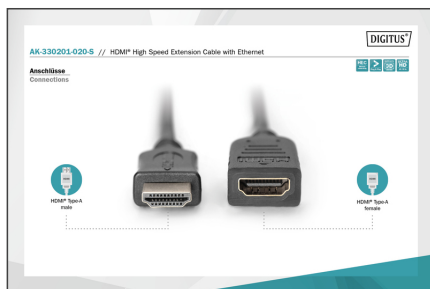 DIGITUS®
AK-330201-020-S // HDMI® High Speed Extension Cable with Ethernet
Anschlüsse
Connections
HDMI® Type-A
male
HDMI® Type-A
female